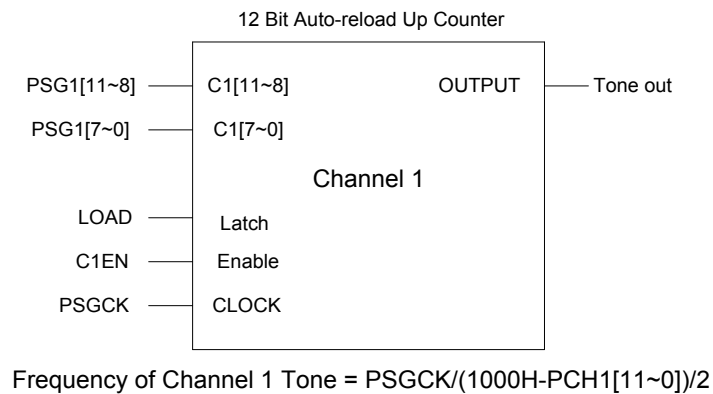 12 Bit Auto-reload Up Counter
PSG1[11~8] C1[11~8] OUTPUT Tone out
PSG1[7~0] C1[7~0]
Channel 1
LOAD Latch
C1EN Enable
PSGCK CLOCK
Frequency of Channel 1 Tone = PSGCK/(1000H-PCH1[11~0])/2